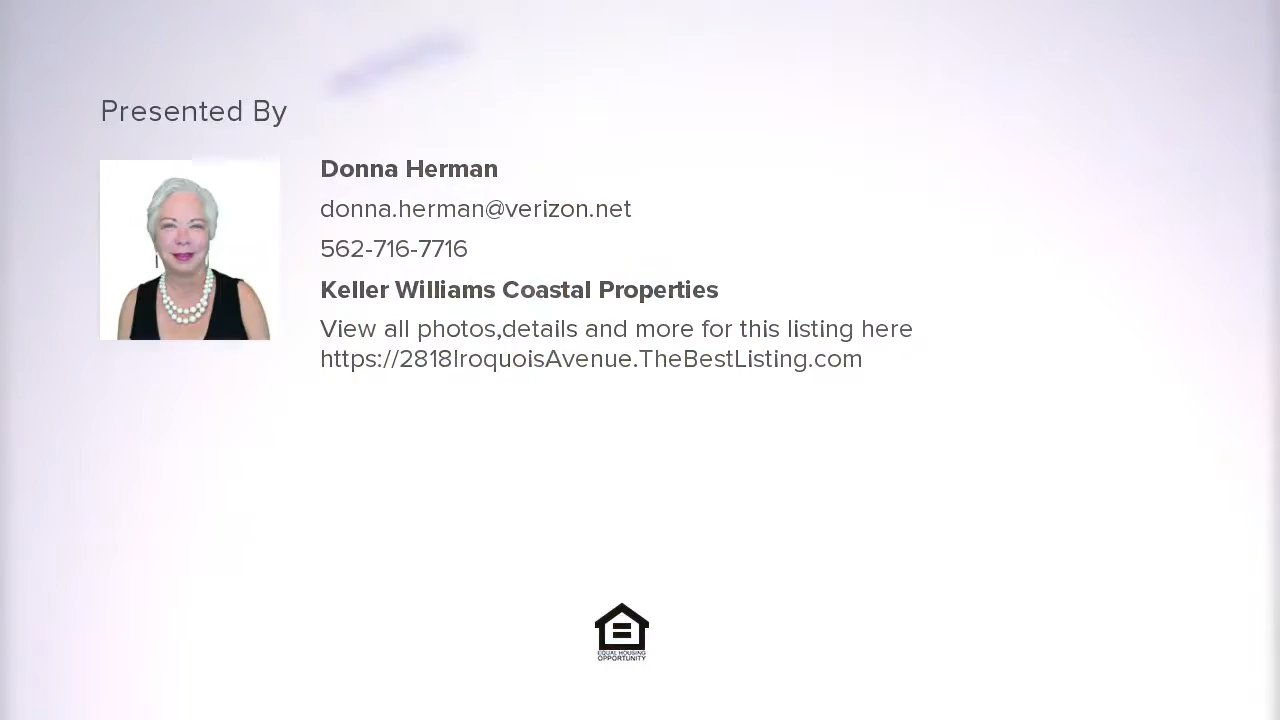 Presented By
Donna Herman
donna.herman@verizon.net
562-716-7716
Keller Williams Coastal Properties
View all photos,details and more for this listing here
https://2818IroquoisAvenue.TheBestListing.com
EQUAL HOUSING
OPPORTUNITY